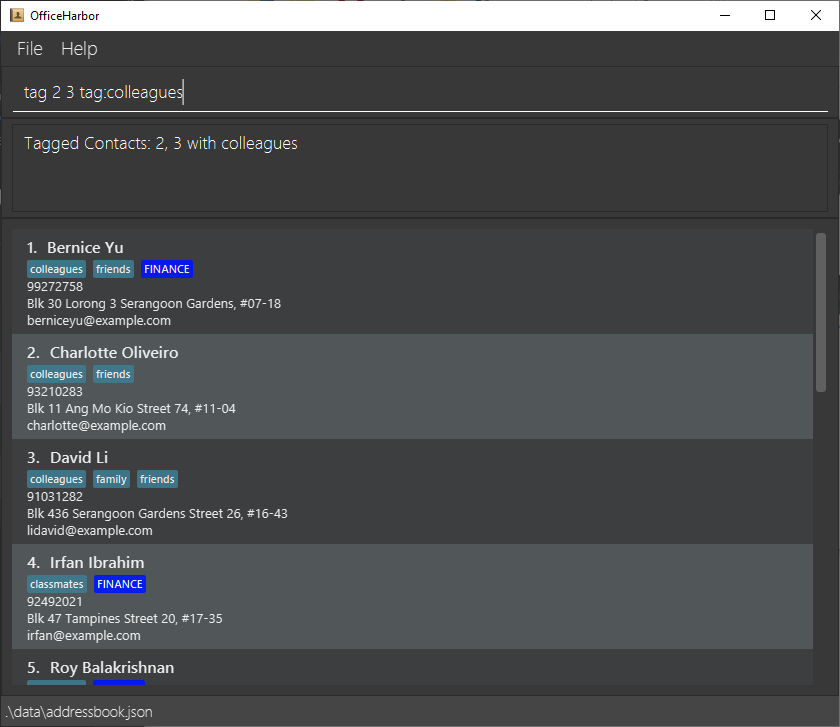 OfficeHarbor
File Help
tag 2 3 tag:colleagues
Tagged Contacts: 2, 3 with colleagues
1. Bernice Yu
colleagues friends FINANCE
99272758
Blk 30 Lorong 3 Serangoon Gardens, #07-18
berniceyu@example.com
2. Charlotte Oliveiro
colleagues friends
93210283
Blk 11 Ang Mo Kio Street 74, #11-04
charlotte@example.com
3. David Li
colleagues family friends
91031282
Blk 436 Serangoon Gardens Street 26, #16-43
lidavid@example.com
4. Irfan Ibrahim
classmates FINANCE
92492021
Blk 47 Tampines Street 20, #17-35
irfan@example.com
5. Roy Balakrishnan
.\data\addressbook.json